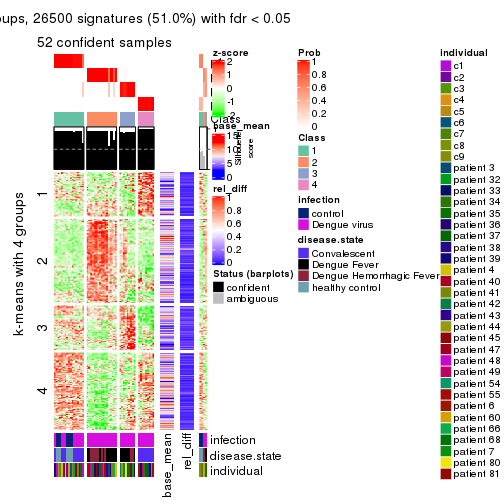 oups, 26500 signatures (51.0%) with fdr < 0.05
52 confident samples
k-means with 4 groups
1
2
3
4
Class
Silhouette
score
infection
disease.state
individual
base_mean
rel_diff
z-score
2
1
0
-1
-2
base_mean
15
10
5
0
rel_diff
1
0.8
0.6
0.4
0.2
0
Status (barplots)
confident
ambiguous
Prob
1
0.8
0.6
0.4
0.2
0
Class
1
2
3
4
infection
control
Dengue virus
disease.state
Convalescent
Dengue Fever
Dengue Hemorrhagic Fever
healthy control
individual
c1
c2
c3
c4
c5
c6
c7
c8
c9
patient 3
patient 32
patient 33
patient 34
patient 35
patient 36
patient 37
patient 38
patient 39
patient 4
patient 40
patient 41
patient 42
patient 43
patient 44
patient 45
patient 47
patient 48
patient 49
patient 54
patient 55
patient 6
patient 60
patient 66
patient 68
patient 7
patient 80
patient 81